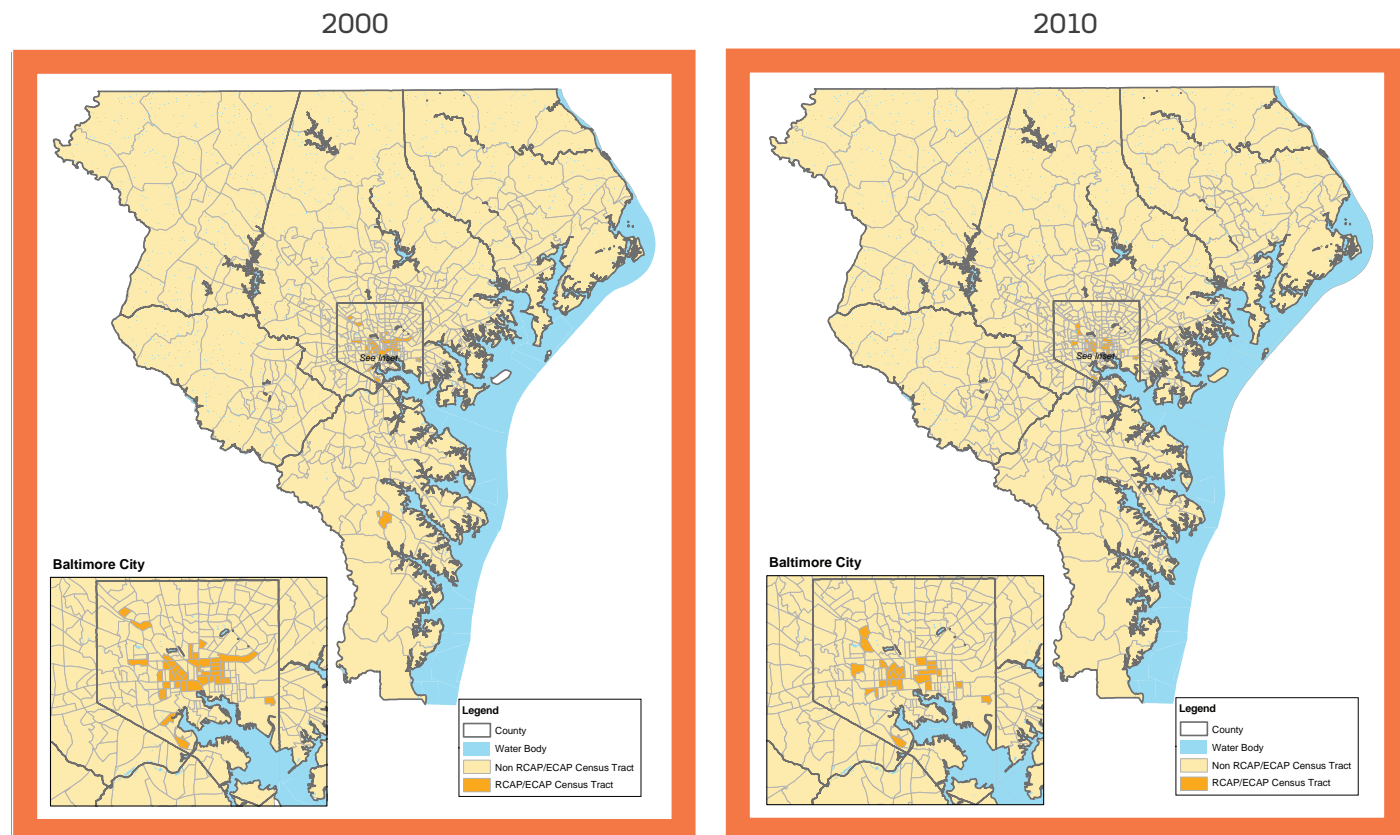 2000
See Inset
Baltimore City
Legend
County
Water Body
Non RCAP/ECAP Census Tract
RCAP/ECAP Census Tract
2010
See Inset
Baltimore City
Legend
County
Water Body
Non RCAP/ECAP Census Tract
RCAP/ECAP Census Tract